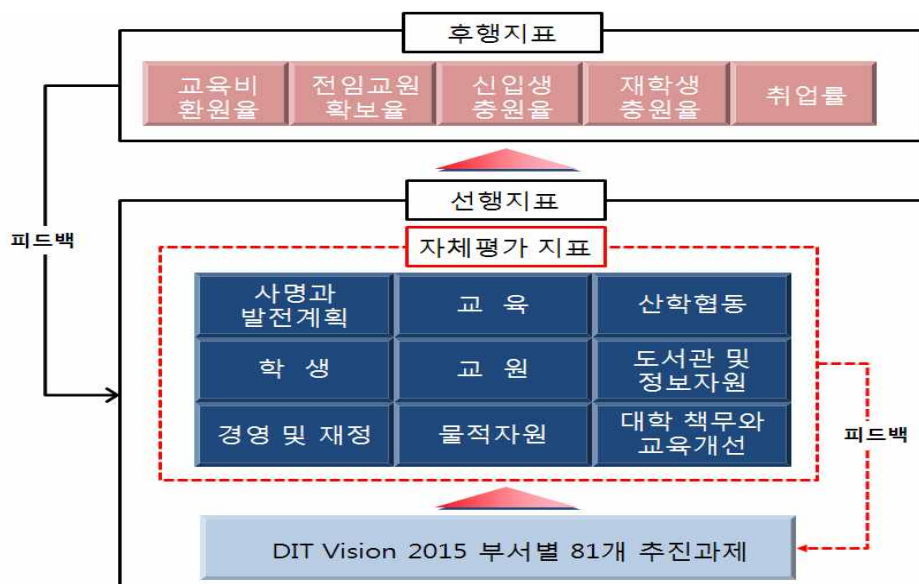 후행지표
교육비
환원율
전임교원
확보율
신입생
충원율
재학생
충원율
취업률
선행지표
피드백
자체평가 지표
사명과
발전계획
교 육
산학협동
학 생
교 원
도서관 및
정보자원
경영 및 재정
물적자원
대학 책무와
교육개선
피드백
DIT Vision 2015 부서별 81개 추진과제